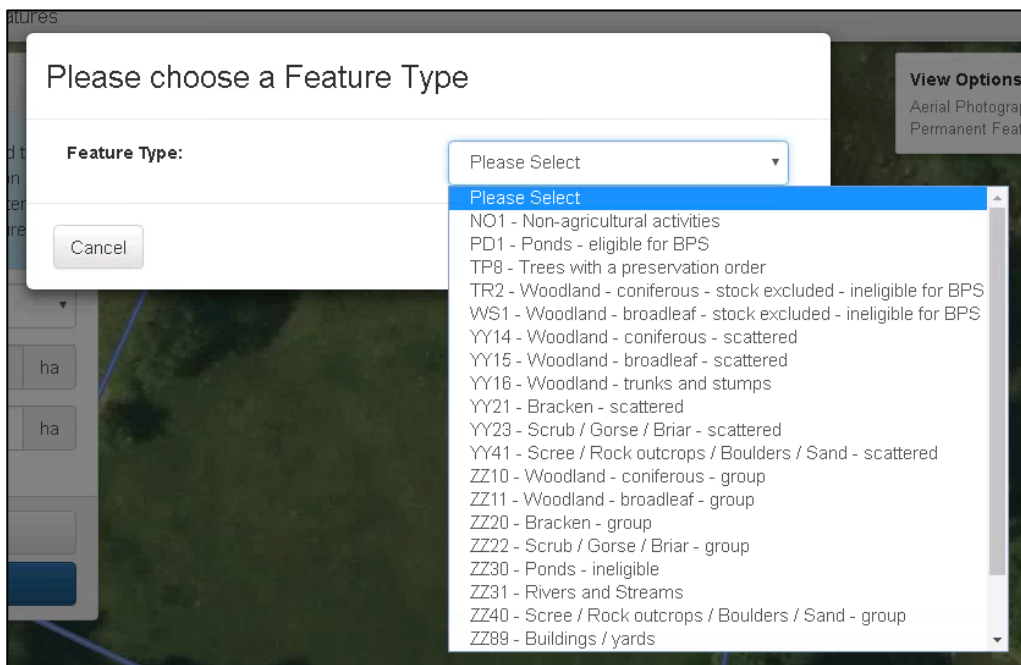 atures
Please choose a Feature Type
View Options
Aerial
Permanent
Feature Type:
Please Select
Please Select
NO1 - Non-agricultural activities
PD1 - Ponds - eligible for BPS
TP8 - Trees with a preservation order
TR2 - Woodland - coniferous - stock excluded - ineligible for BPS
WS1 - Woodland - broadleaf - stock excluded - ineligible for BPS
YY14 - Woodland - coniferous - scattered
YY15 - Woodland - broadleaf - scattered
YY16 - Woodland - trunks and stumps
YY21 - Bracken - scattered
YY23 - Scrub / Gorse / Briar - scattered
YY41 - Scree / Rock outcrops / Boulders / Sand - scattered
ZZ10 - Woodland - coniferous - group
ZZ11 - Woodland - broadleaf - group
ZZ20 - Bracken - group
ZZ22 - Scrub / Gorse / Briar - group
ZZ30 - Ponds - ineligible
ZZ31 - Rivers and Streams
ZZ40 - Scree / Rock outcrops / Boulders / Sand - group
ZZ89 - Buildings / yards
Cancel
ha
ha